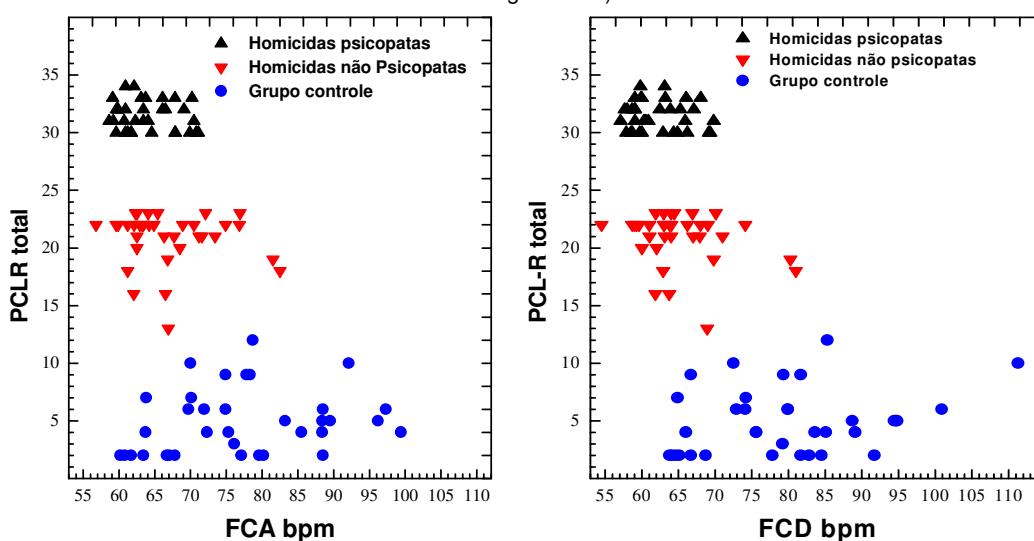 Homicidas psicopatas
Homicidas não Psicopatas
Grupo controle
PCLR total
35
30
25
20
15
10
5
55 60 65 70 75 80 85 90 95 100 105 110
FCA bpm
Homicidas psicopatas
Homicidas não psicopatas
Grupo controle
PCL-R total
35
30
25
20
15
10
5
55 60 65 70 75 80 85 90 95 100 105 110
FCD bpm